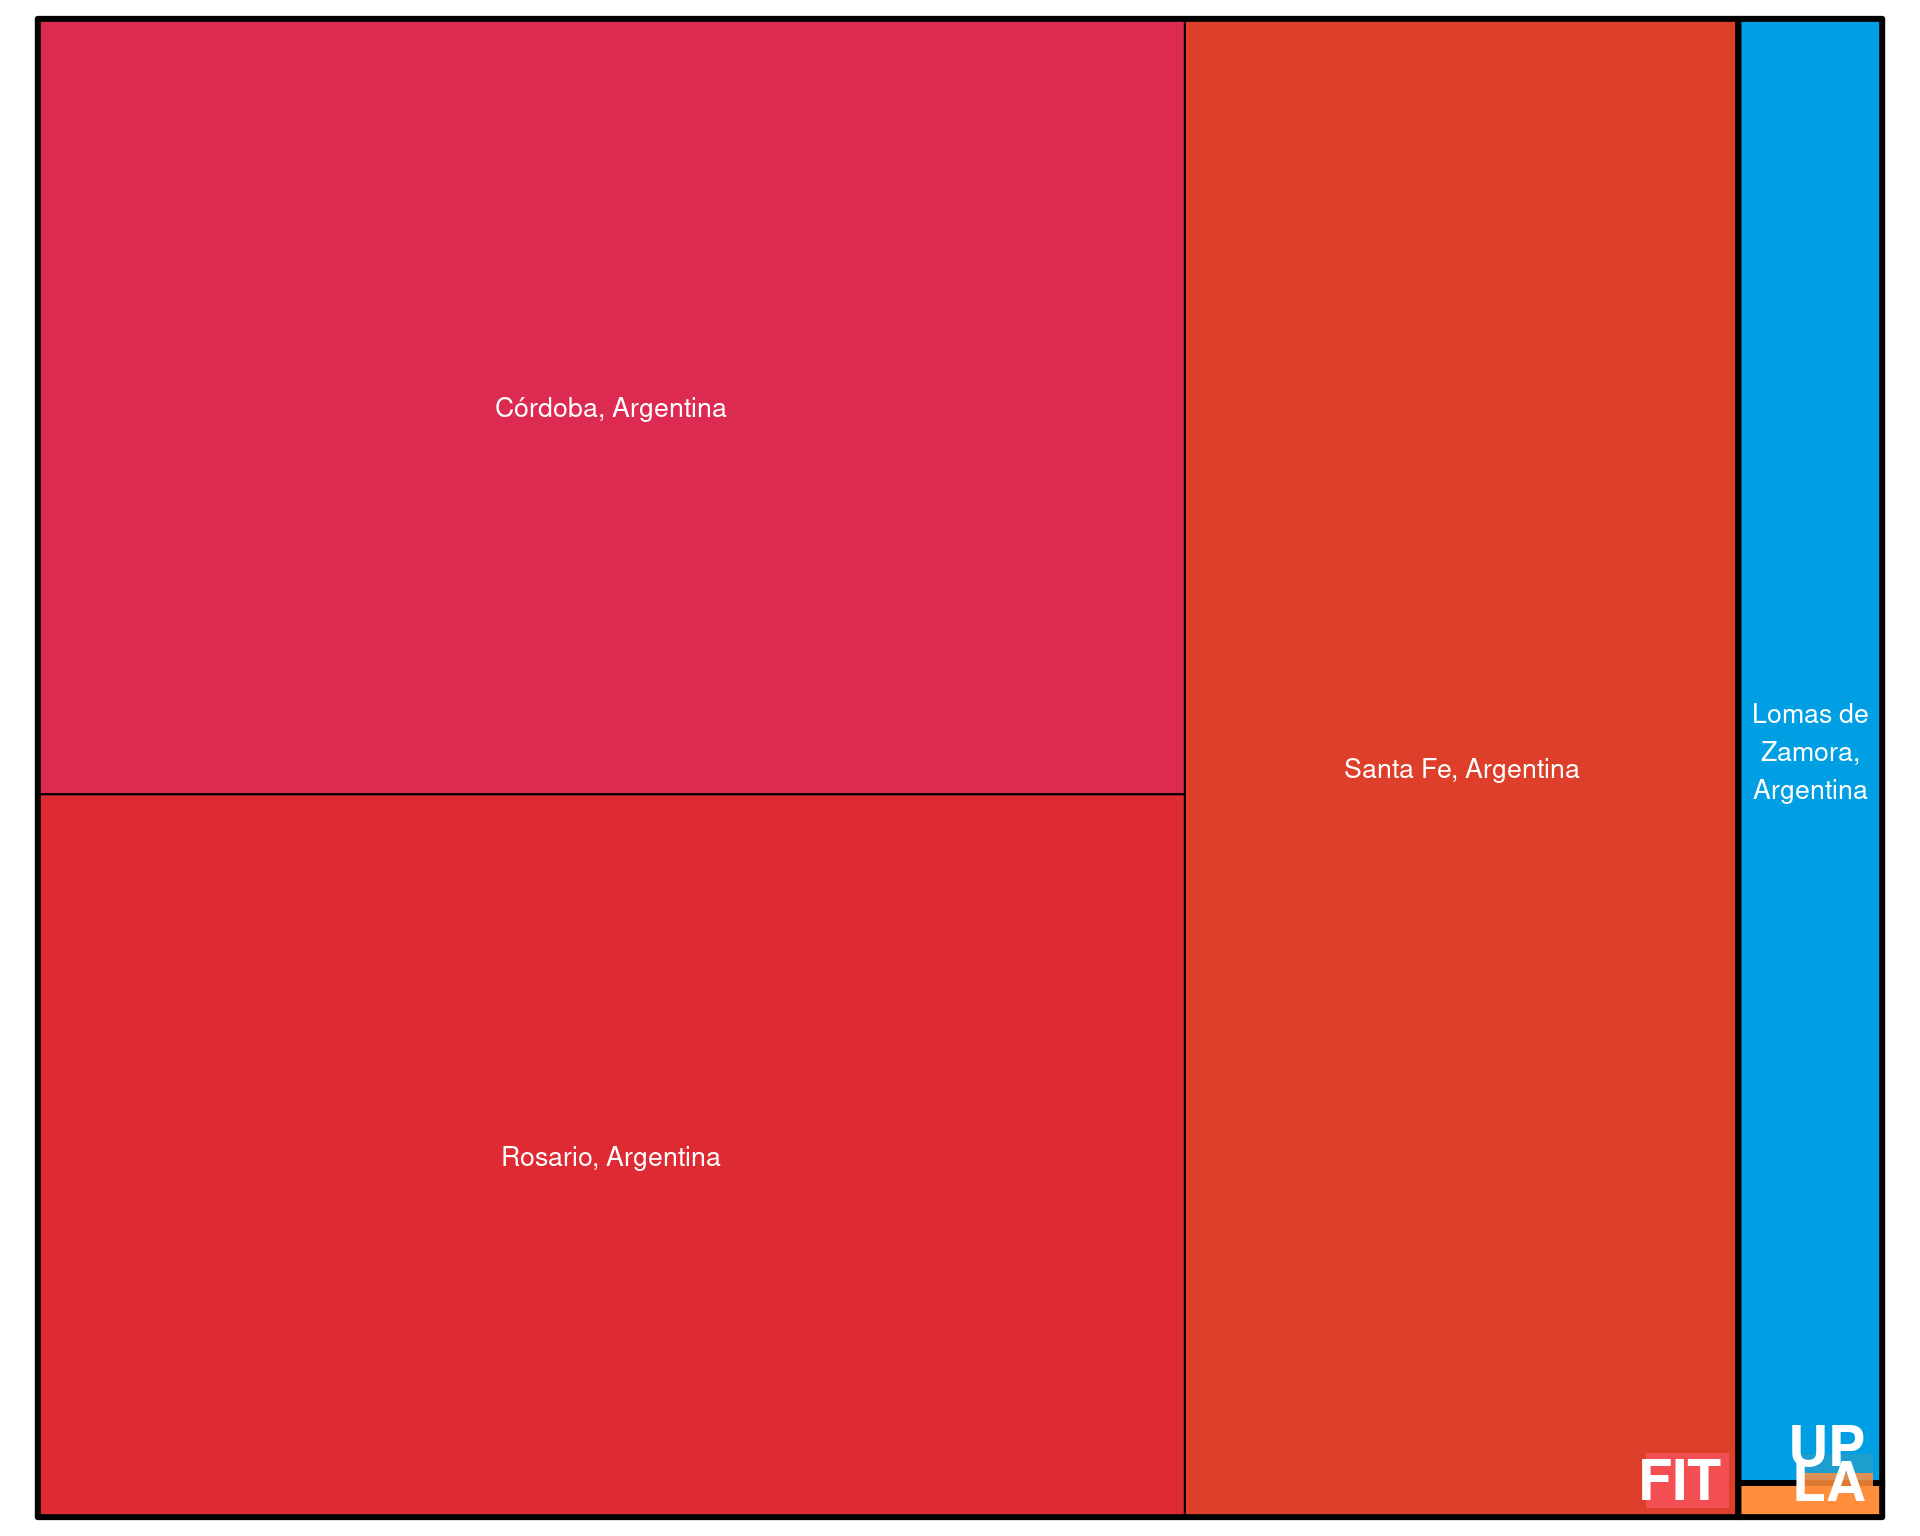 Córdoba, Argentina
Rosario, Argentina
Santa Fe, Argentina
Lomas de
Zamora,
Argentina
FIT
UP
LA